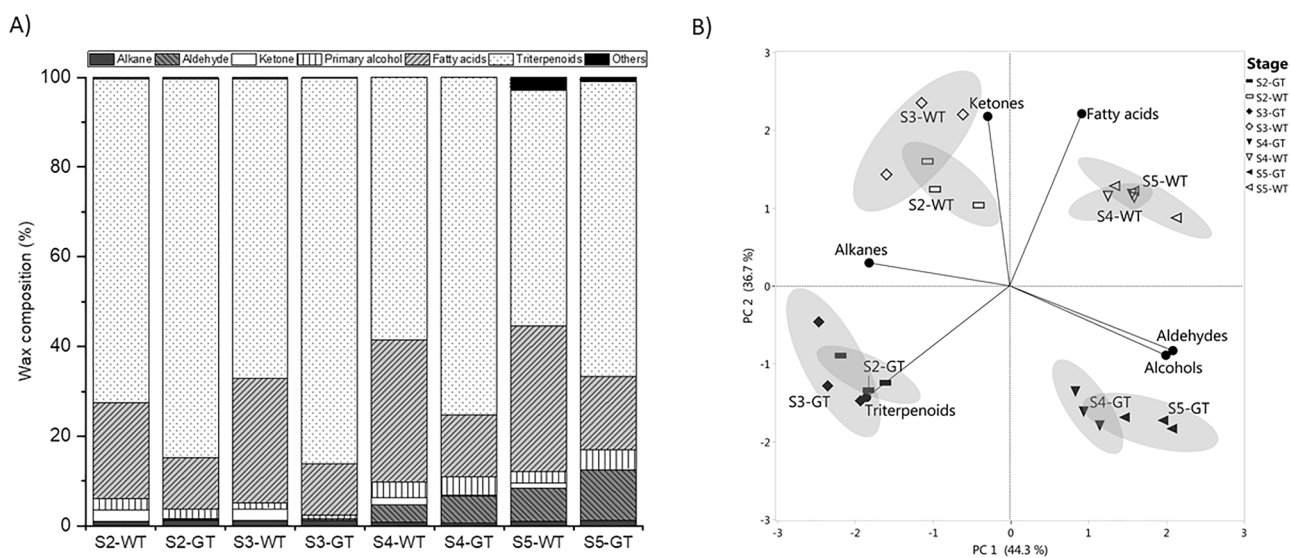 A)
Alkane Aldehyde Ketone Primary alcohol Fatty acids Triterpenoids Others
100
80
60
40
20
0
Wax composition (%)
S2-WT S2-GT S3-WT S3-GT S4-WT S4-GT S5-WT S5-GT
B)
3
2
1
0
-1
-2
-3
PC 2 (36.7 %)
S3-WT
Ketones
Fatty acids
S2-WT
S5-WT
S4-WT
Alkanes
Aldehydes
Alcohols
S2-GT
S3-GT
Triterpenoids
S4-GT
S5-GT
-3 -2 -1 0 1 2 3
PC 1 (44.3 %)
Stage
S2-GT
S2-WT
S3-GT
S3-WT
S4-GT
S4-WT
S5-GT
S5-WT